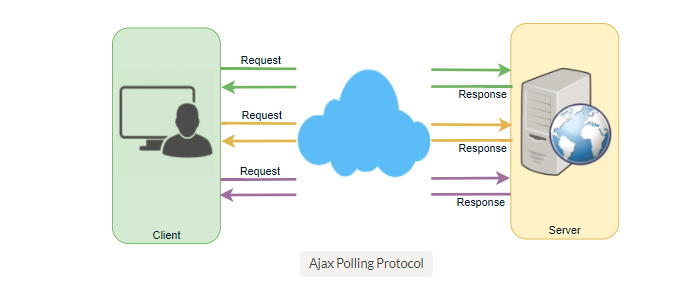 Request
Response
Request
Response
Request
Response
Client
Server
Ajax Polling Protocol